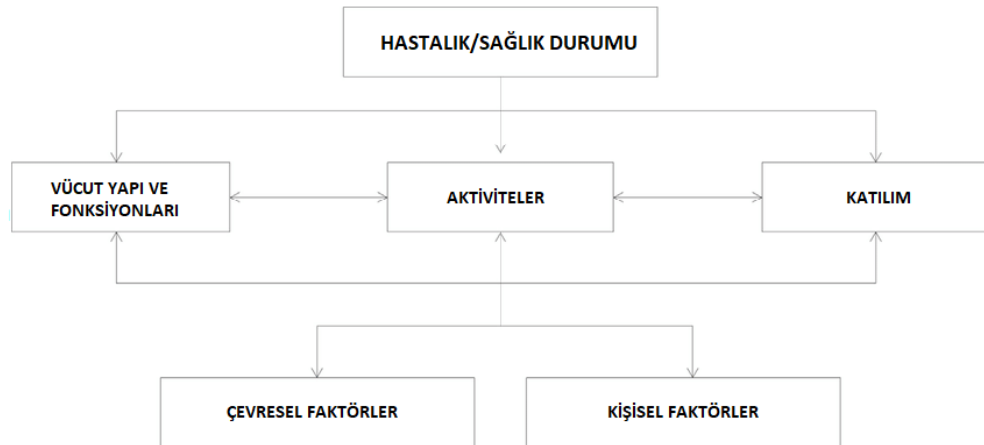 HASTALIK/SAĞLIK DURUMU
VÜCUT YAPI VE
FONKSİYONLARI
AKTİVİTELER
KATILIM
ÇEVRESEL FAKTÖRLER
KİŞİSEL FAKTÖRLER